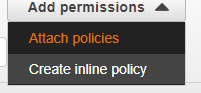 Add permissions
Attach policies
Create inline policy